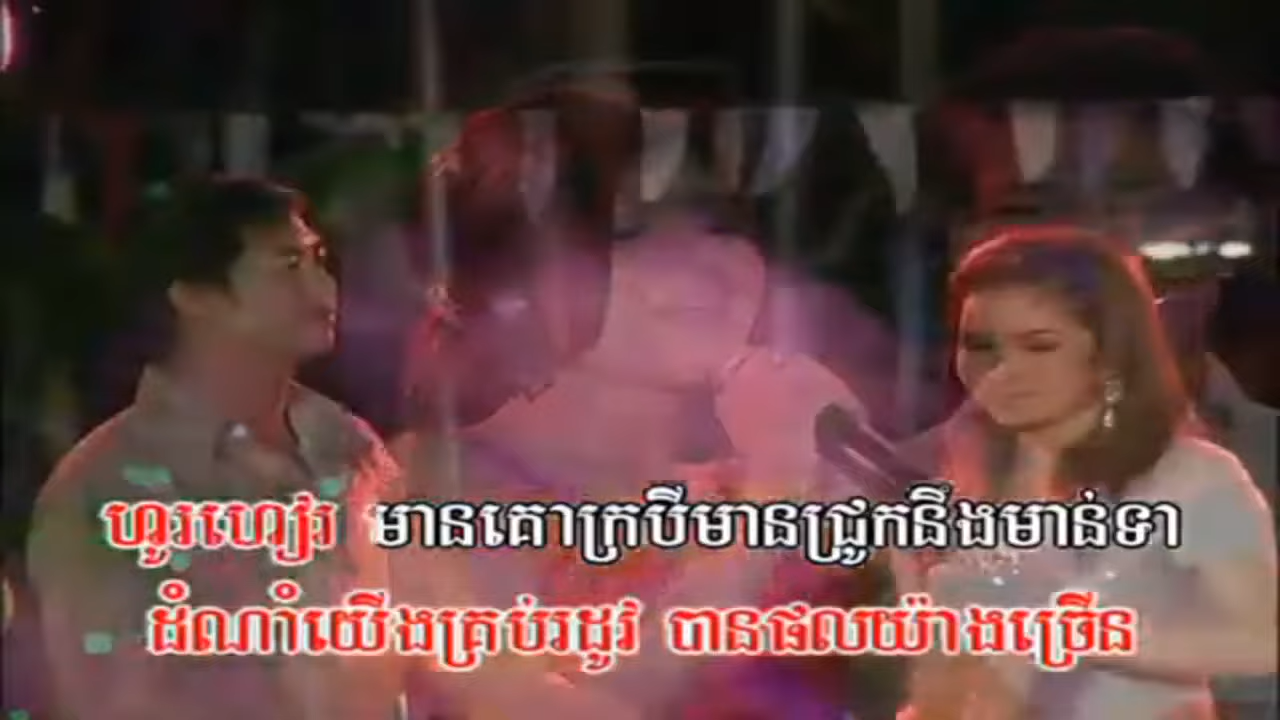 ហូរហៀរ មានគោក្របីមានជ្រូកនឹងមាន់ទា
ដំណាំយើងគ្រប់រដូវ បានផលយ៉ាងច្រើន